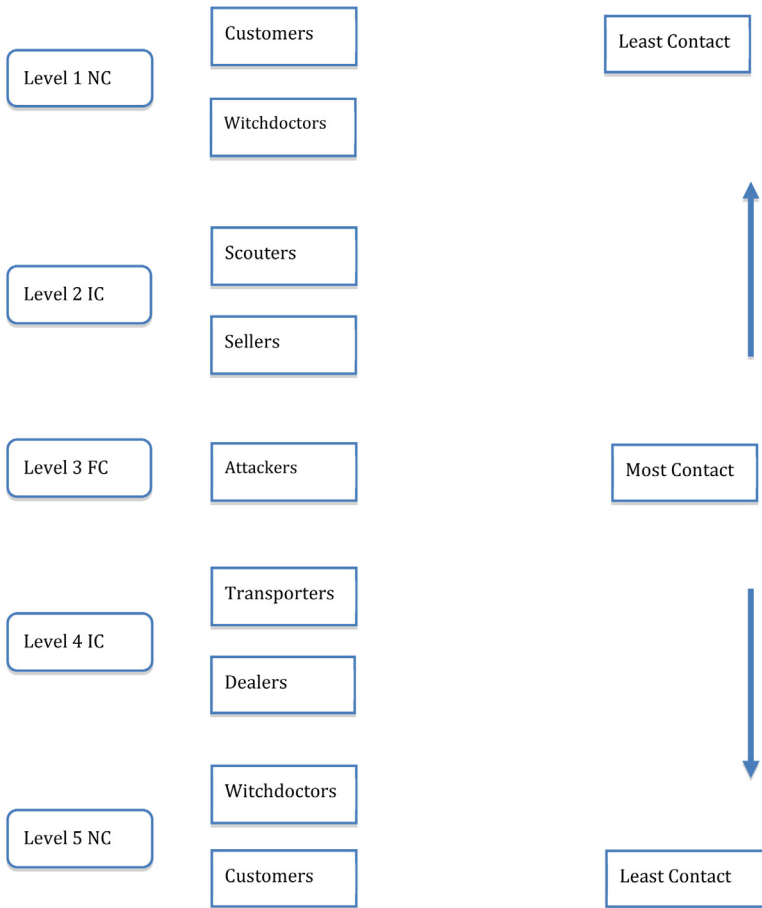 Customers
Least Contact
Level 1 NC
Witchdoctors
Scouters
Level 2 IC
Sellers
Level 3 FC
Attackers
Most Contact
Transporters
Level 4 IC
Dealers
Witchdoctors
Level 5 NC
Customers
Least Contact